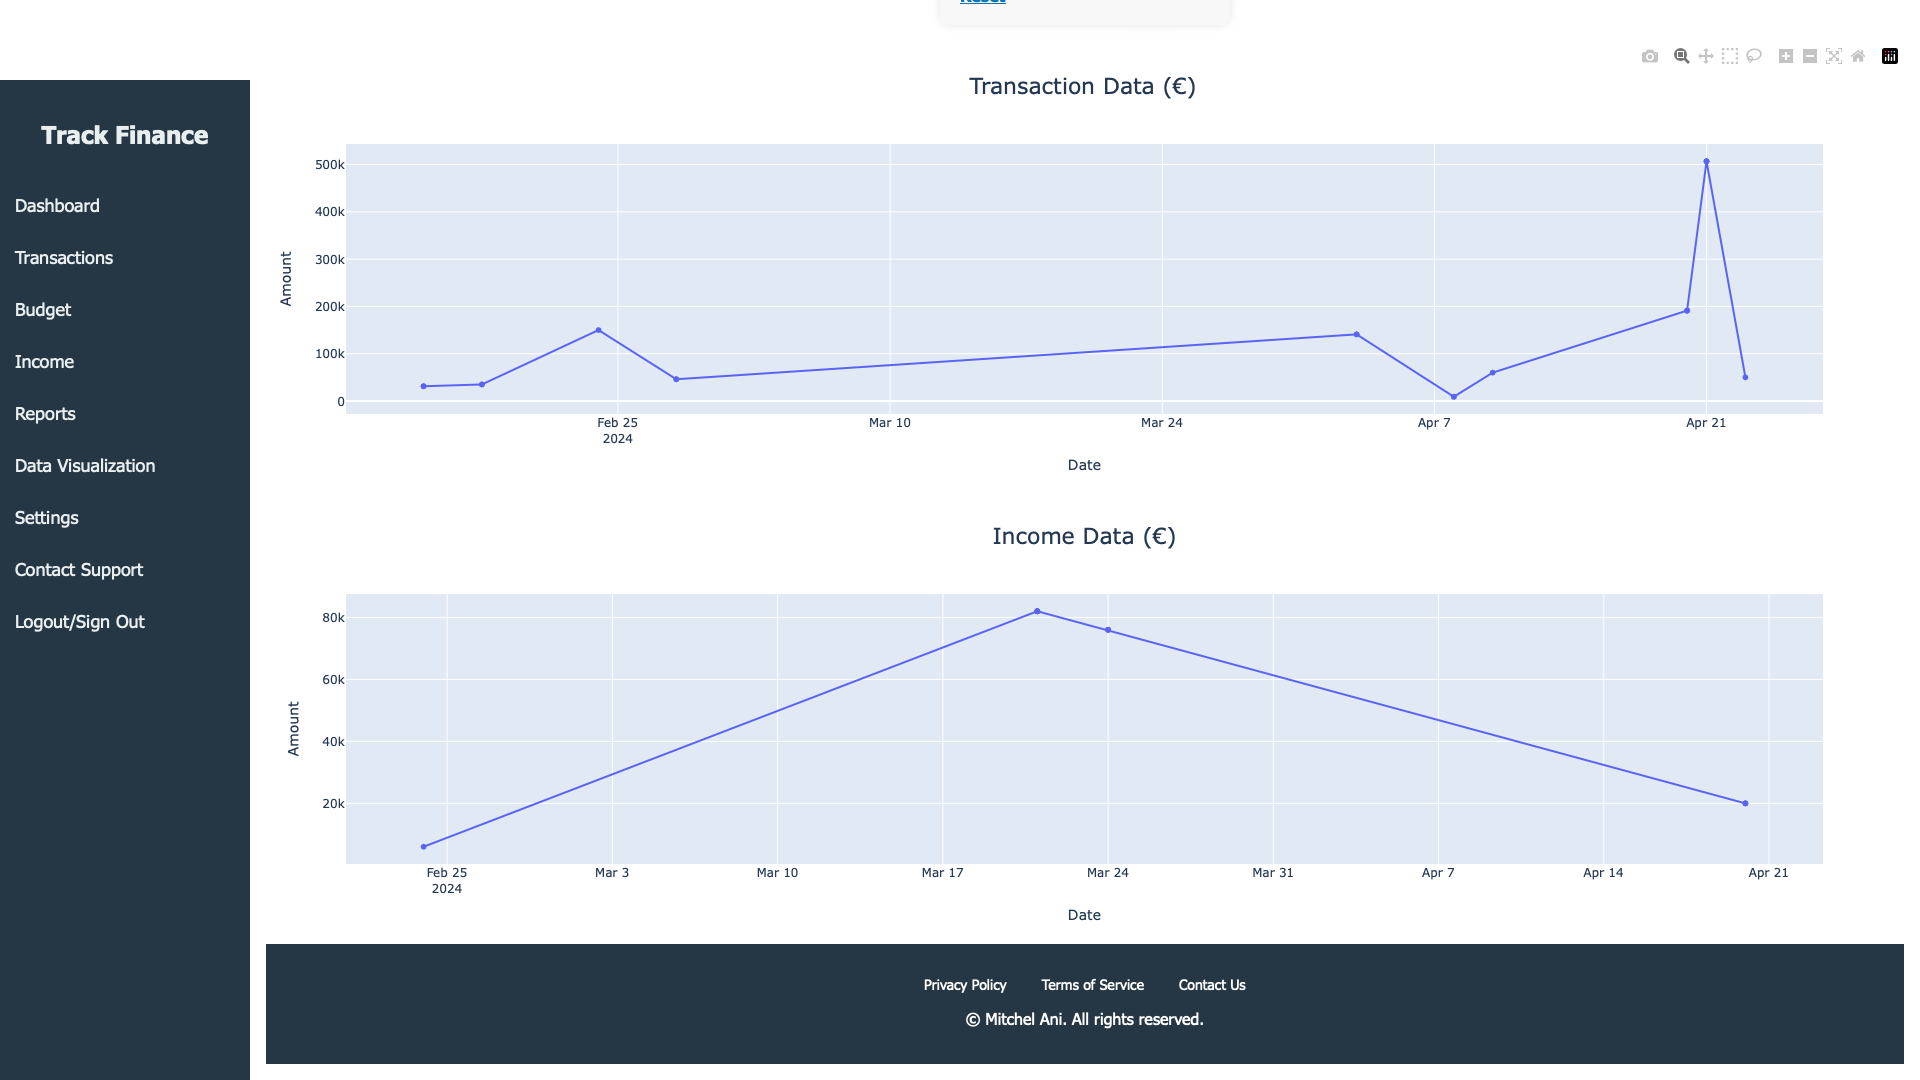 Reset
Track Finance
Dashboard
Transactions
Budget
Income
Reports
Data Visualization
Settings
Contact Support
Logout/Sign Out
Transaction Data (€)
Amount
500k
400k
300k
200k
100k
0
Feb 25
2024
Mar 10
Mar 24
Apr 7
Apr 21
Date
Income Data (€)
Amount
80k
60k
40k
20k
Feb 25
2024
Mar 3
Mar 10
Mar 17
Mar 24
Mar 31
Apr 7
Apr 14
Apr 21
Date
Privacy Policy Terms of Service Contact Us
© Mitchel Ani. All rights reserved.